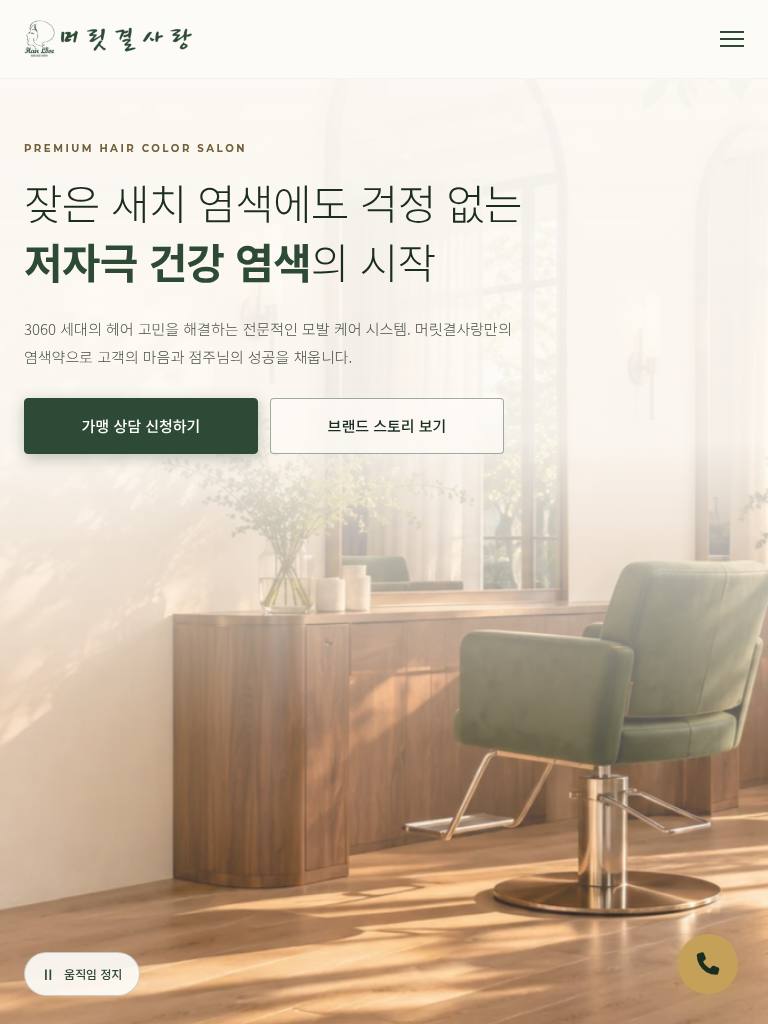 Hair LOve
머릿결사랑
PREMIUM HAIR COLOR SALON
잦은 새치 염색에도 걱정 없는
저자극 건강 염색의 시작
3060 세대의 헤어 고민을 해결하는 전문적인 모발 케어 시스템. 머릿결사랑만의
염색약으로 고객의 마음과 점주님의 성공을 채웁니다.
가맹 상담 신청하기
브랜드 스토리 보기
움직임 정지